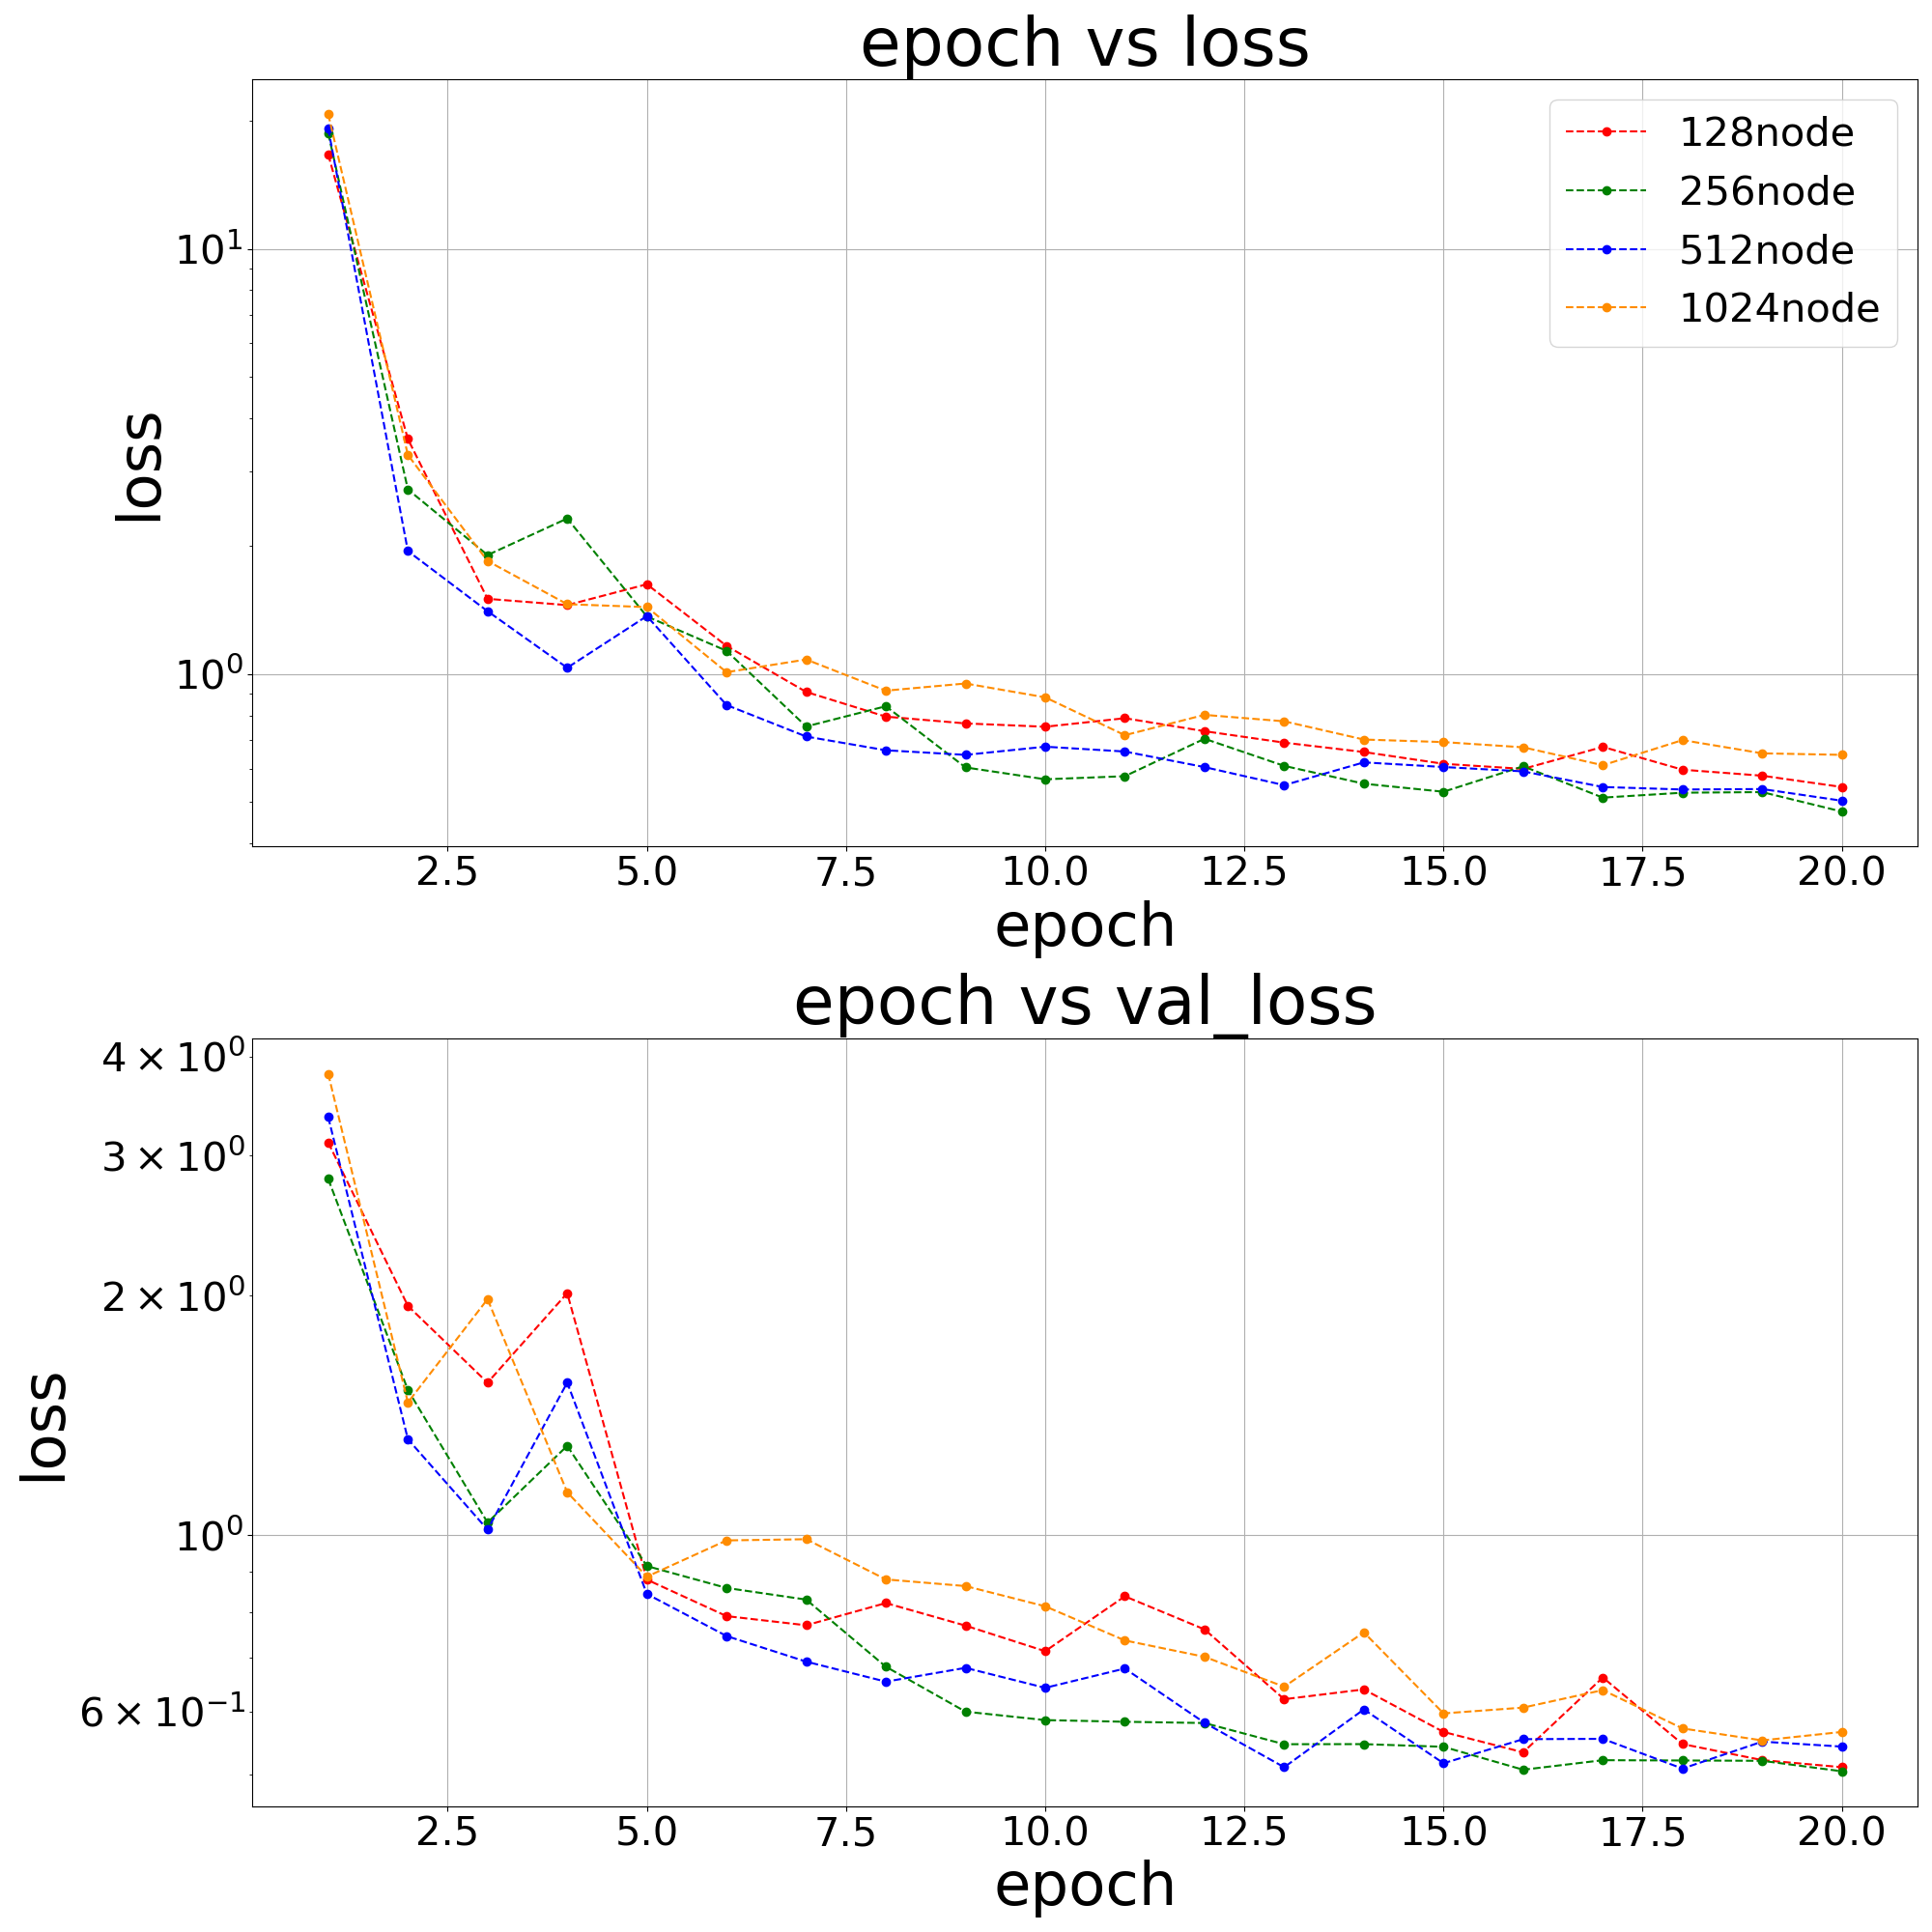 epoch vs loss
10¹
10⁰
loss
128node
256node
512node
1024node
2.5 5.0 7.5 10.0 12.5 15.0 17.5 20.0
epoch
epoch vs val_loss
4 × 10⁰
3 × 10⁰
2 × 10⁰
10⁰
6 × 10⁻¹
loss
2.5 5.0 7.5 10.0 12.5 15.0 17.5 20.0
epoch